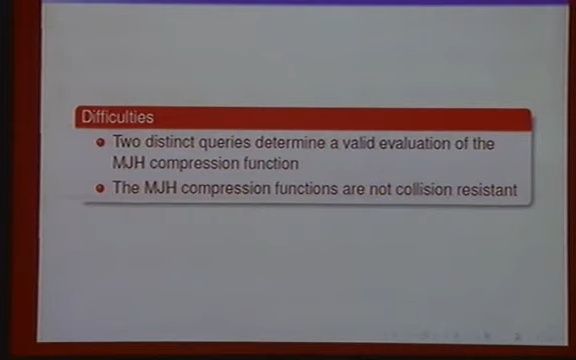 Difficulties
Two distinct queries determine a valid evaluation of the
MJH compression function
The MJH compression functions are not collision resistant